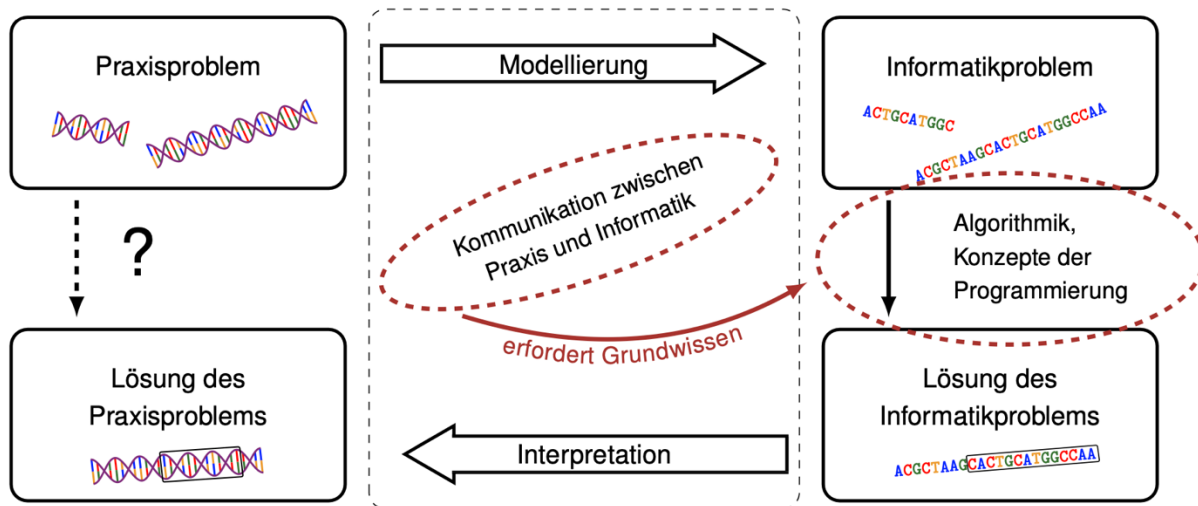 Praxisproblem
Modellierung
Informatikproblem
ACTGCATGGC
ACGCTAAGCACTGCATGGCCAA
Kommunikation zwischen
Praxis und Informatik
?
Algorithmik,
Konzepte der
Programmierung
erfordert Grundwissen
Lösung des
Praxisproblems
Interpretation
Lösung des
Informatikproblems
ACGCTAAGCACTGCATGGCCAA